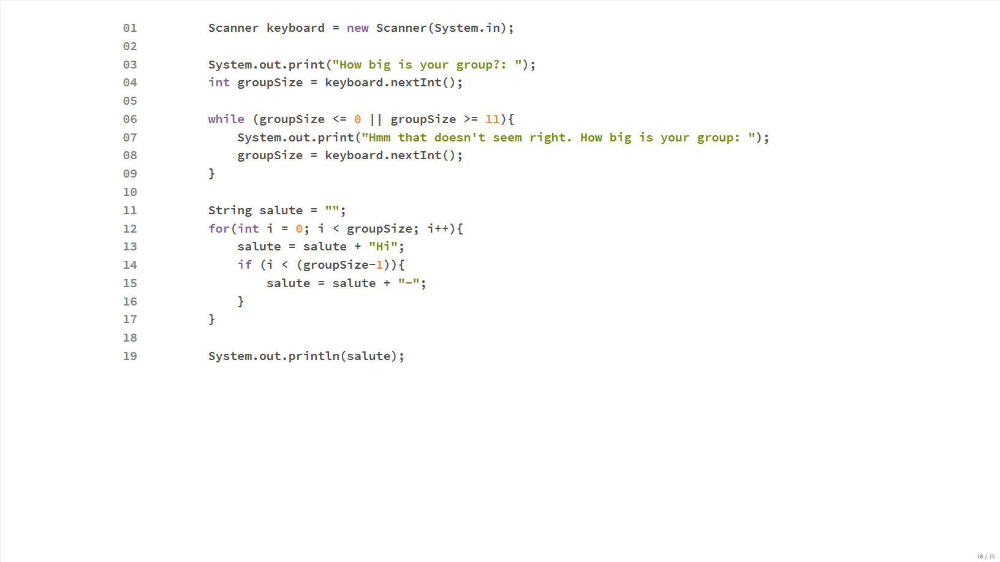 01 Scanner keyboard = new Scanner(System.in);
02
03 System.out.print("How big is your group?: ");
04 int groupSize = keyboard.nextInt();
05
06 while (groupSize <= 0 || groupSize >= 11){
07     System.out.print("Hmm that doesn't seem right. How big is your group: ");
08     groupSize = keyboard.nextInt();
09 }
10
11 String salute = "";
12 for(int i = 0; i < groupSize; i++){
13     salute = salute + "Hi";
14     if (i < (groupSize-1)){
15         salute = salute + "-";
16     }
17 }
18
19 System.out.println(salute);
18 / 25